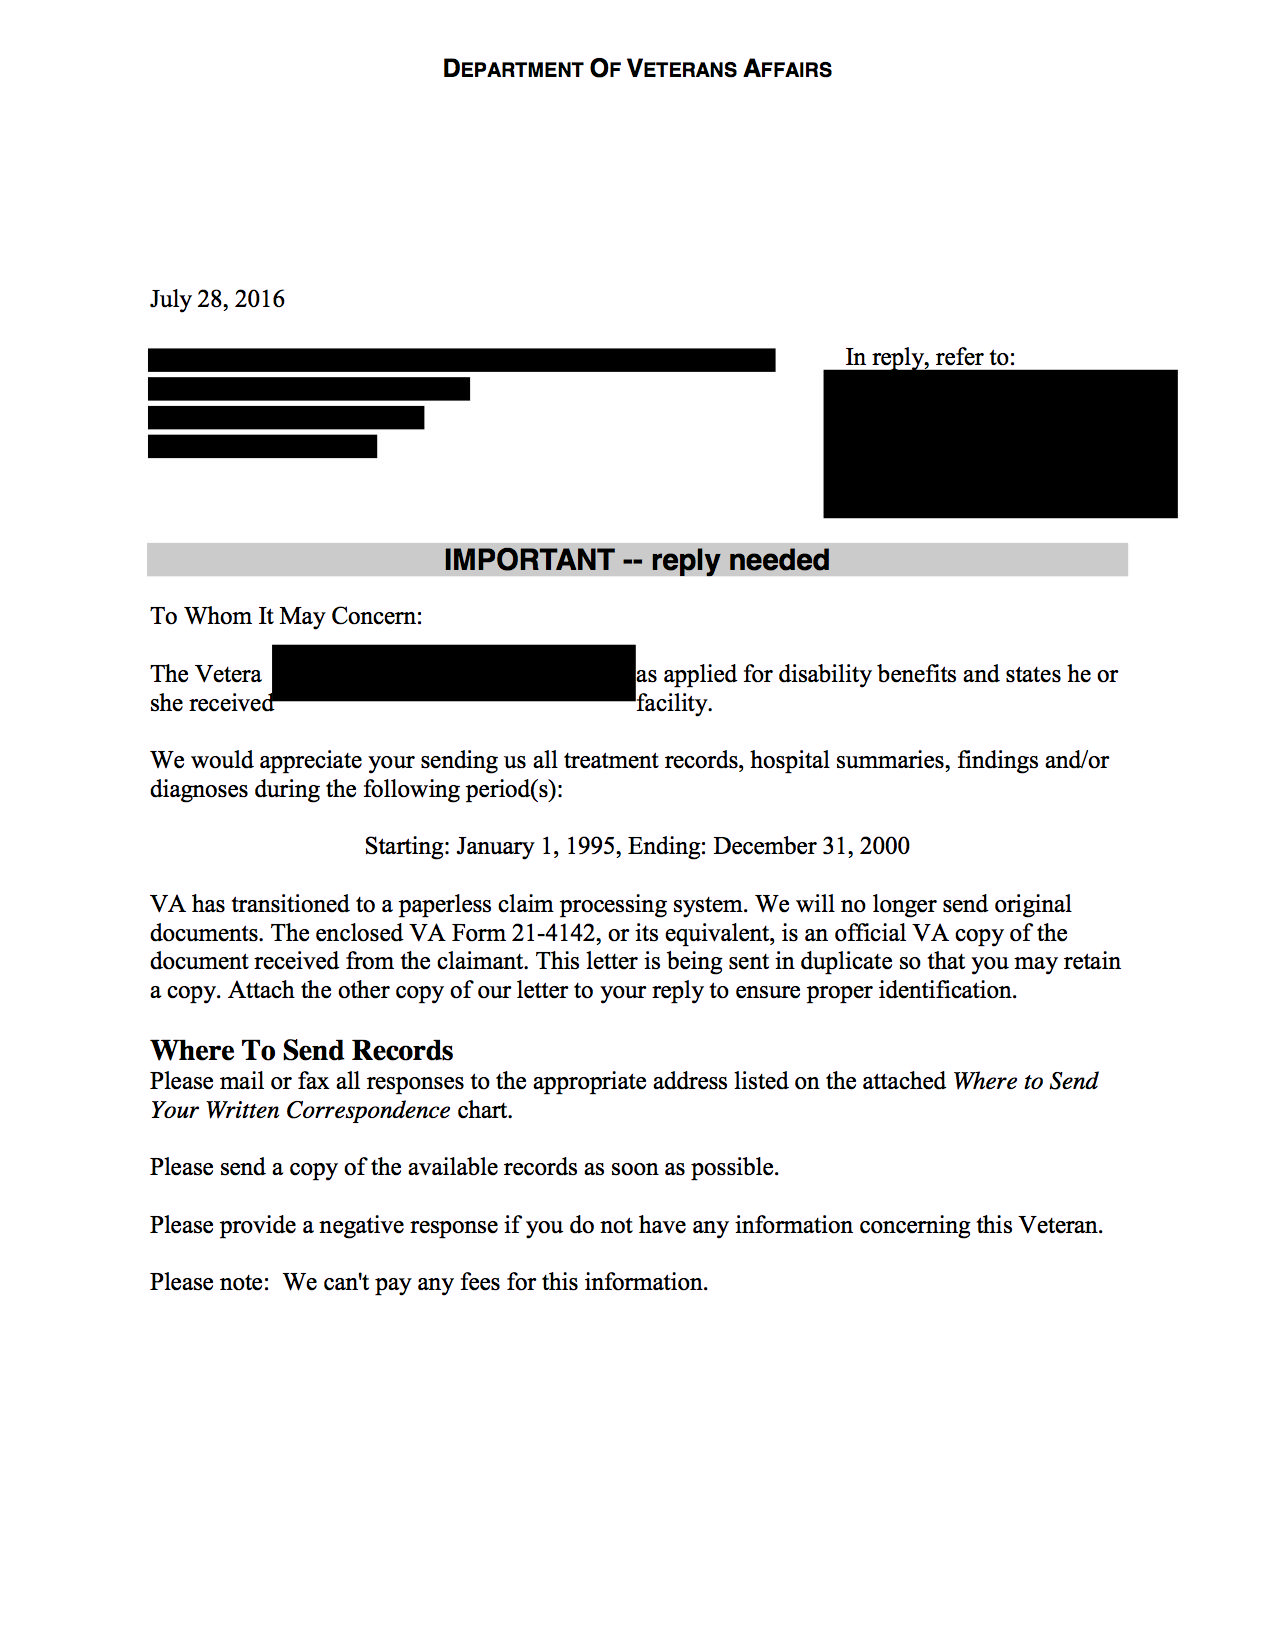 DEPARTMENT OF VETERANS AFFAIRS
July 28, 2016
In reply, refer to:
IMPORTANT -- reply needed
To Whom It May Concern:
The Vetera as applied for disability benefits and states he or
she received facility.
We would appreciate your sending us all treatment records, hospital summaries, findings and/or
diagnoses during the following period(s):
Starting: January 1, 1995, Ending: December 31, 2000
VA has transitioned to a paperless claim processing system. We will no longer send original
documents. The enclosed VA Form 21-4142, or its equivalent, is an official VA copy of the
document received from the claimant. This letter is being sent in duplicate so that you may retain
a copy. Attach the other copy of our letter to your reply to ensure proper identification.
Where To Send Records
Please mail or fax all responses to the appropriate address listed on the attached Where to Send
Your Written Correspondence chart.
Please send a copy of the available records as soon as possible.
Please provide a negative response if you do not have any information concerning this Veteran.
Please note: We can't pay any fees for this information.